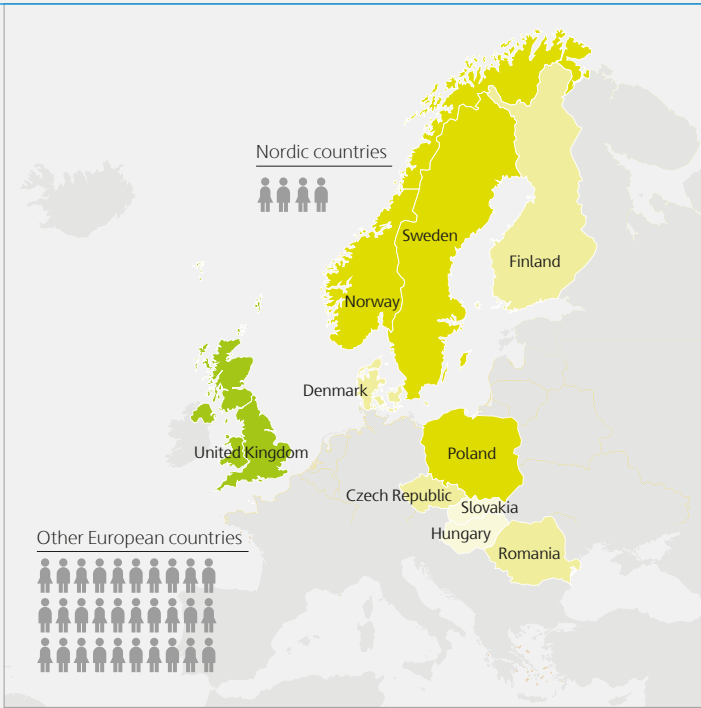 Nordic countries
Sweden
Finland
Norway
Denmark
United Kingdom
Poland
Czech Republic
Slovakia
Hungary
Other European countries
Romania